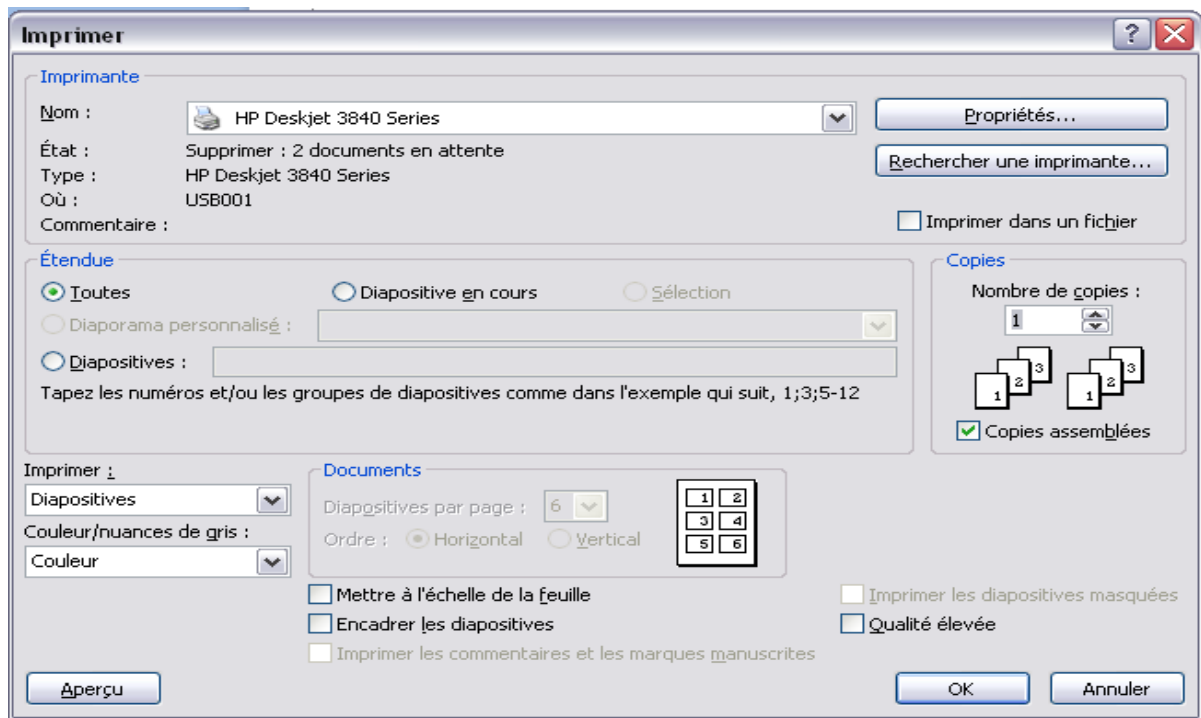 Imprimer
Imprimante
Nom :
HP Deskjet 3840 Series
Propriétés...
État :
Supprimer : 2 documents en attente
Rechercher une imprimante...
Type :
HP Deskjet 3840 Series
Où :
USB001
Commentaire :
Imprimer dans un fichier
Étendue
Toutes
Diapositive en cours
Sélection
Diaporama personnalisé :
Diapositives :
Tapez les numéros et/ou les groupes de diapositives comme dans l'exemple qui suit, 1;3;5-12
Copies
Nombre de copies :
1
1 2 3 1 2 3
Copies assemblées
Imprimer :
Diapositives
Couleur/nuances de gris :
Couleur
Documents
Diapositives par page :
6
Ordre :
Horizontal
Vertical
1 2
3 4
5 6
Mettre à l'échelle de la feuille
Encadrer les diapositives
Imprimer les commentaires et les marques manuscrites
Imprimer les diapositives masquées
Qualité élevée
Aperçu
OK
Annuler